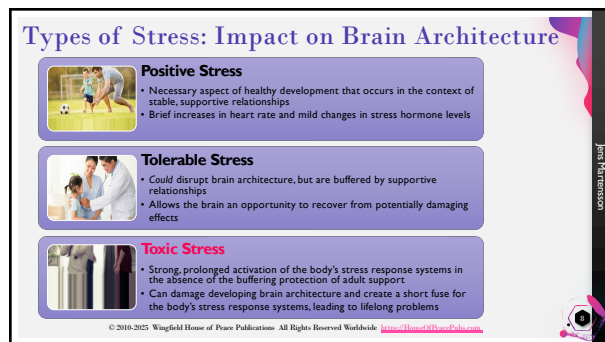 Types of Stress: Impact on Brain Architecture
Positive Stress
• Necessary aspect of healthy development that occurs in the context of
stable, supportive relationships
• Brief increases in heart rate and mild changes in stress hormone levels
Tolerable Stress
• Could disrupt brain architecture, but are buffered by supportive
relationships
• Allows the brain an opportunity to recover from potentially damaging
effects
Toxic Stress
• Strong, prolonged activation of the body's stress response systems in
the absence of the buffering protection of adult support
• Can damage developing brain architecture and create a short fuse for
the body's stress response systems, leading to lifelong problems
© 2010-2025 Wingfield House of Peace Publications All Rights Reserved Worldwide https://HouseOfPeacePubs.com
Jens Martensson
8